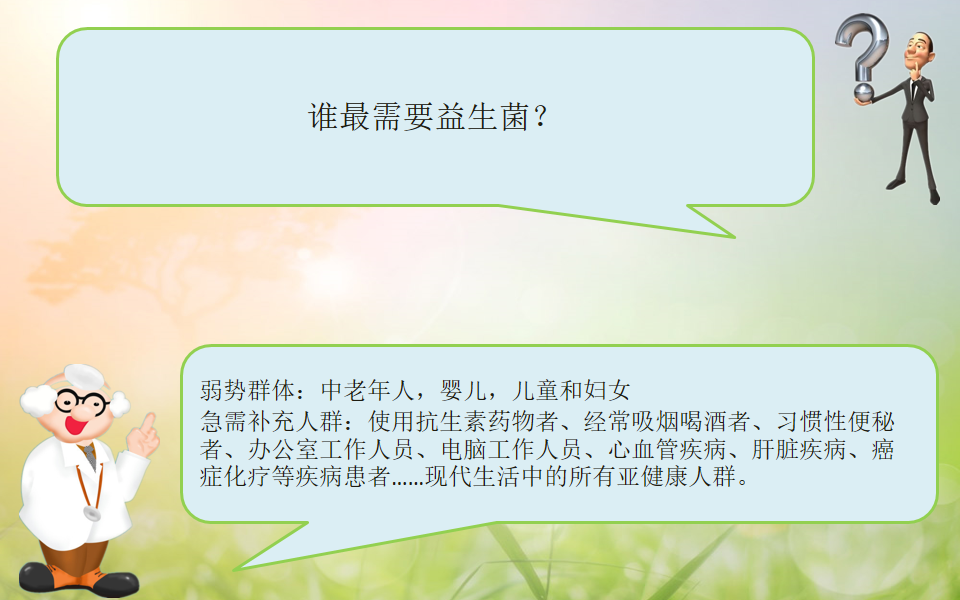 谁最需要益生菌？
弱势群体：中老年人，婴儿，儿童和妇女
急需补充人群：使用抗生素药物者、经常吸烟喝酒者、习惯性便秘
者、办公室工作人员、电脑工作人员、心血管疾病、肝脏疾病、癌
症化疗等疾病患者……现代生活中的所有亚健康人群。